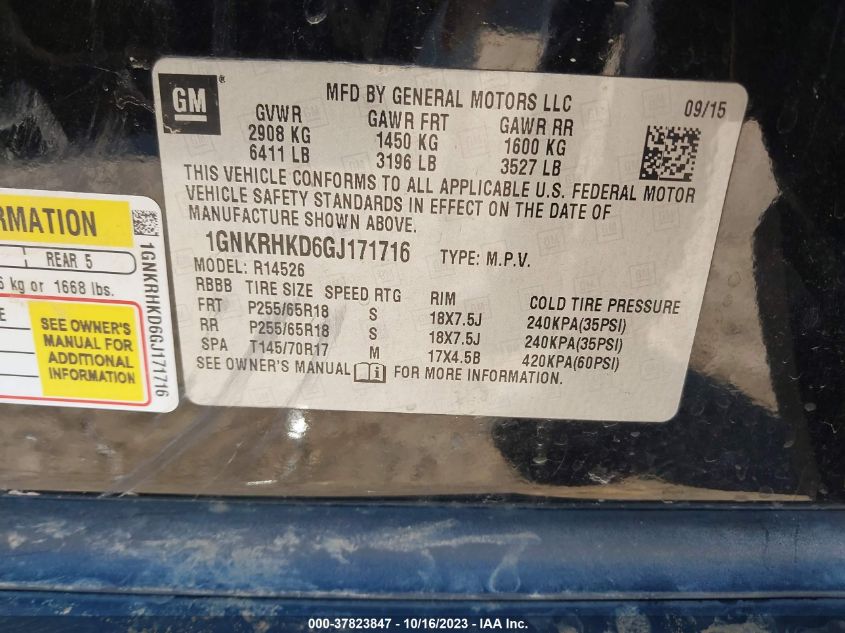 GM ®
MFD BY GENERAL MOTORS LLC
09/15
GVWR GAWR FRT GAWR RR
2908 KG 1450 KG 1600 KG
6411 LB 3196 LB 3527 LB
THIS VEHICLE CONFORMS TO ALL APPLICABLE U.S. FEDERAL MOTOR
VEHICLE SAFETY STANDARDS IN EFFECT ON THE DATE OF
MANUFACTURE SHOWN ABOVE.
1GNKRHKD6GJ171716 TYPE: M.P.V.
MODEL: R14526
RBBB TIRE SIZE SPEED RTG RIM COLD TIRE PRESSURE
FRT P255/65R18 S 18X7.5J 240KPA(35PSI)
RR P255/65R18 S 18X7.5J 240KPA(35PSI)
SPA T145/70R17 M 17X4.5B 420KPA(60PSI)
SEE OWNER'S MANUAL i FOR MORE INFORMATION.
RMATION
REAR 5
kg or 1668 lbs.
SEE OWNER'S
MANUAL FOR
ADDITIONAL
INFORMATION
1GNKRHKD6GJ171716
000-37823847 - 10/16/2023 - IAA Inc.